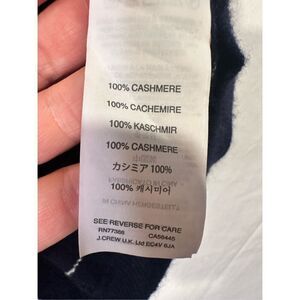 100% CASHMERE
100% CACHEMIRE
100% KASCHMIR
100% CASHMERE
カシミア 100%
100% 캐시미어
SEE REVERSE FOR CARE
RN77388 CA56445
J.CREW U.K. Ltd EC4V 6JA